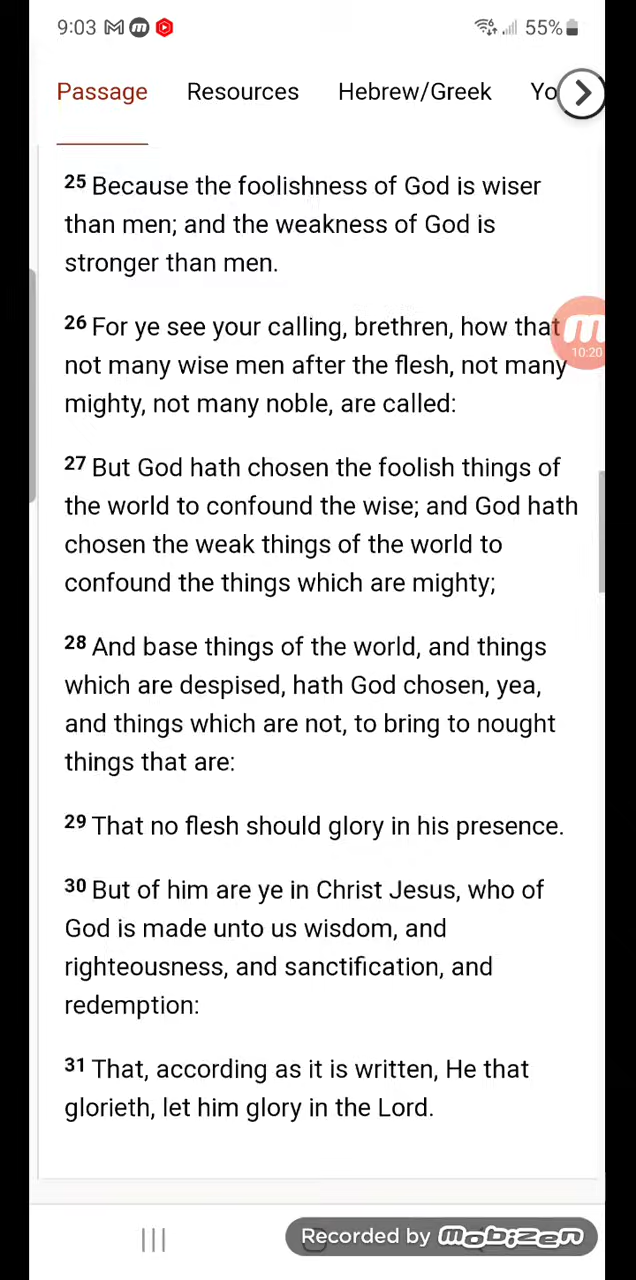 9:03 55%
Passage Resources Hebrew/Greek Yo
25 Because the foolishness of God is wiser
than men; and the weakness of God is
stronger than men.
26 For ye see your calling, brethren, how that
10:20
not many wise men after the flesh, not many
mighty, not many noble, are called:
27 But God hath chosen the foolish things of
the world to confound the wise; and God hath
chosen the weak things of the world to
confound the things which are mighty;
28 And base things of the world, and things
which are despised, hath God chosen, yea,
and things which are not, to bring to nought
things that are:
29 That no flesh should glory in his presence.
30 But of him are ye in Christ Jesus, who of
God is made unto us wisdom, and
righteousness, and sanctification, and
redemption:
31 That, according as it is written, He that
glorieth, let him glory in the Lord.
Recorded by mobizen